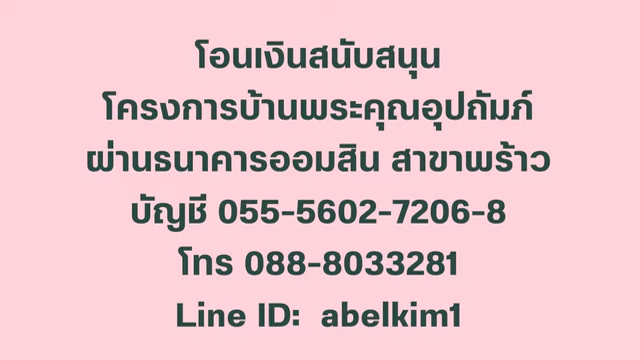 โอนเงินสนับสนุน
โครงการบ้านพระคุณอุปถัมภ์
ผ่านธนาคารออมสิน สาขาพร้าว
บัญชี 055-5602-7206-8
โทร 088-8033281
Line ID: abelkim1